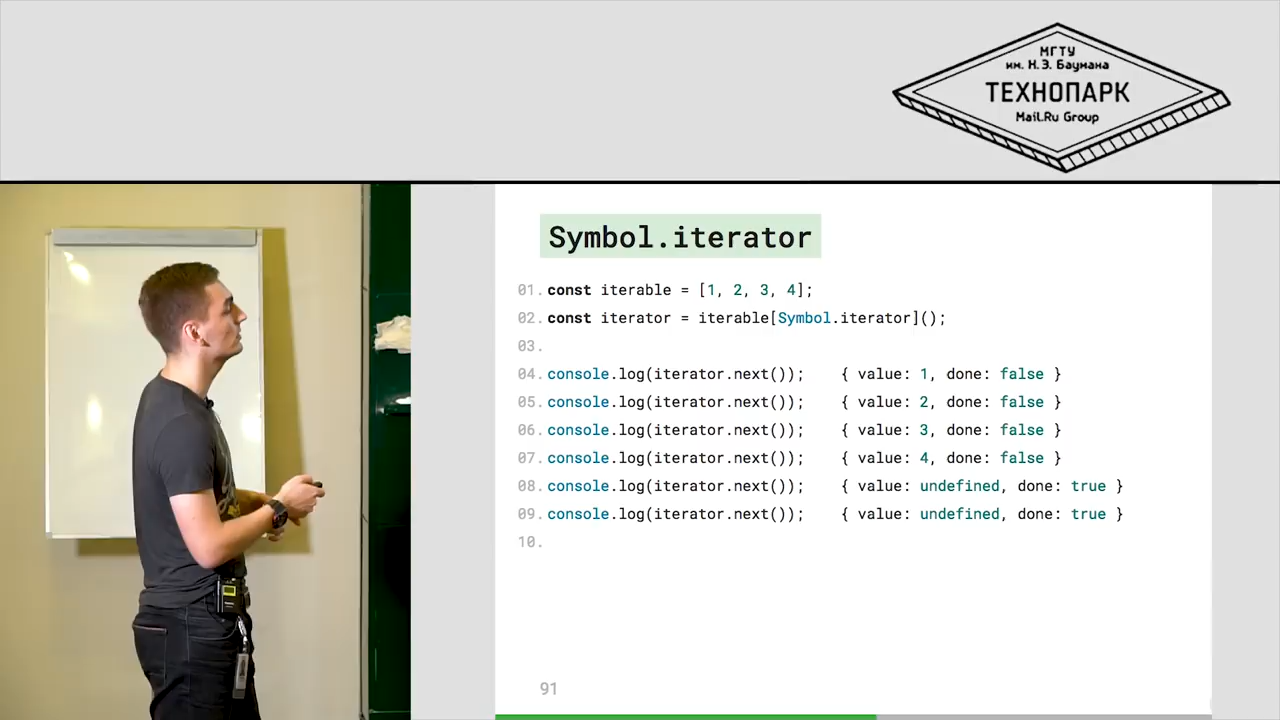 МГТУ
им. Н.Э. Баумана
ТЕХНОПАРК
Mail.Ru Group
Symbol.iterator
01. const iterable = [1, 2, 3, 4];
02. const iterator = iterable[Symbol.iterator]();
03.
04. console.log(iterator.next()); { value: 1, done: false }
05. console.log(iterator.next()); { value: 2, done: false }
06. console.log(iterator.next()); { value: 3, done: false }
07. console.log(iterator.next()); { value: 4, done: false }
08. console.log(iterator.next()); { value: undefined, done: true }
09. console.log(iterator.next()); { value: undefined, done: true }
10.
91